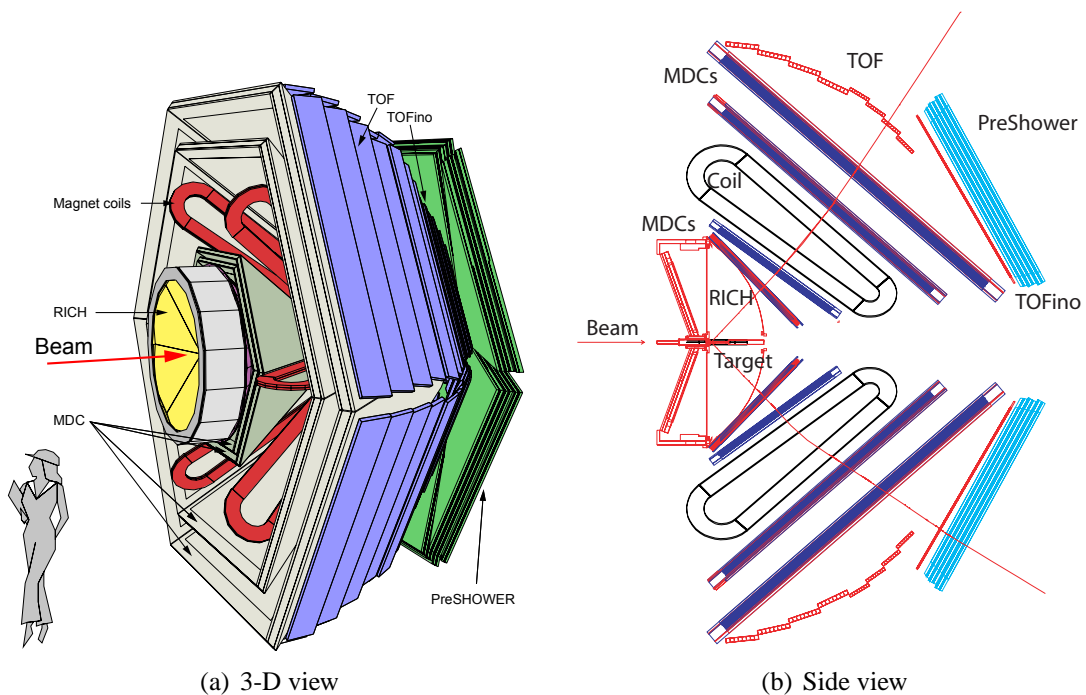 TOF
TOFino
Magnet coils
RICH
Beam
MDC
PreSHOWER
(a) 3-D view
TOF
MDCs
PreShower
Coil
MDCs
RICH
TOFino
Beam
Target
(b) Side view